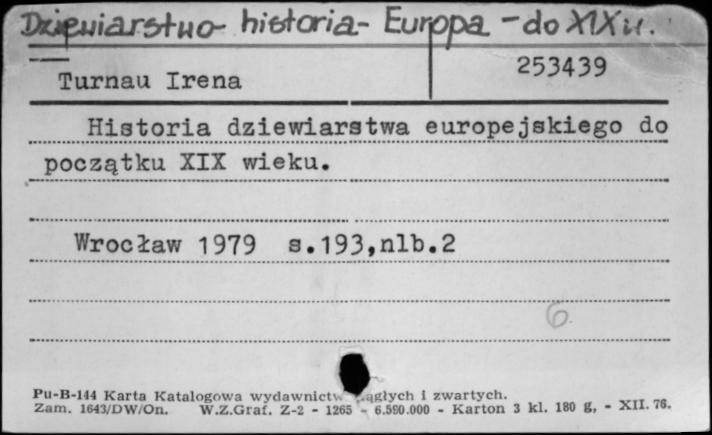 Dziewiarstwo - historia - Europa - do XIX w.
253439
Turnau Irena
Historia dziewiarstwa europejskiego do
początku XIX wieku.
Wrocław 1979 s.193,nlb.2
6
Pu-B-144 Karta Katalogowa wydawnictw ciągłych i zwartych.
Zam. 1643/DW/On. W.Z.Graf. Z-2 - 1265 - 6.590.000 - Karton 3 kl. 180 g, - XII. 76.